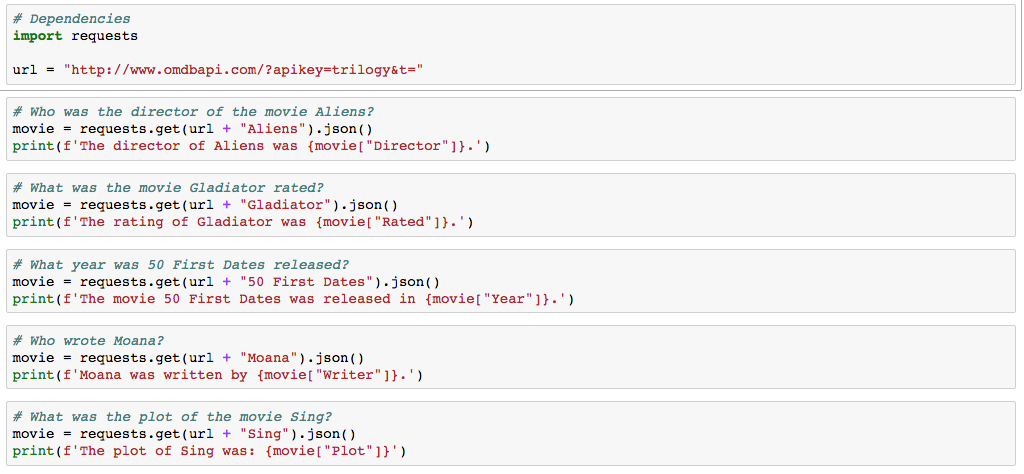 # Dependencies
import requests
url = "http://www.omdbapi.com/?apikey=trilogy&t="
# Who was the director of the movie Aliens?
movie = requests.get(url + "Aliens").json()
print(f'The director of Aliens was {movie["Director"]}.')
# What was the movie Gladiator rated?
movie = requests.get(url + "Gladiator").json()
print(f'The rating of Gladiator was {movie["Rated"]}.')
# What year was 50 First Dates released?
movie = requests.get(url + "50 First Dates").json()
print(f'The movie 50 First Dates was released in {movie["Year"]}.')
# Who wrote Moana?
movie = requests.get(url + "Moana").json()
print(f'Moana was written by {movie["Writer"]}.')
# What was the plot of the movie Sing?
movie = requests.get(url + "Sing").json()
print(f'The plot of Sing was: {movie["Plot"]}')